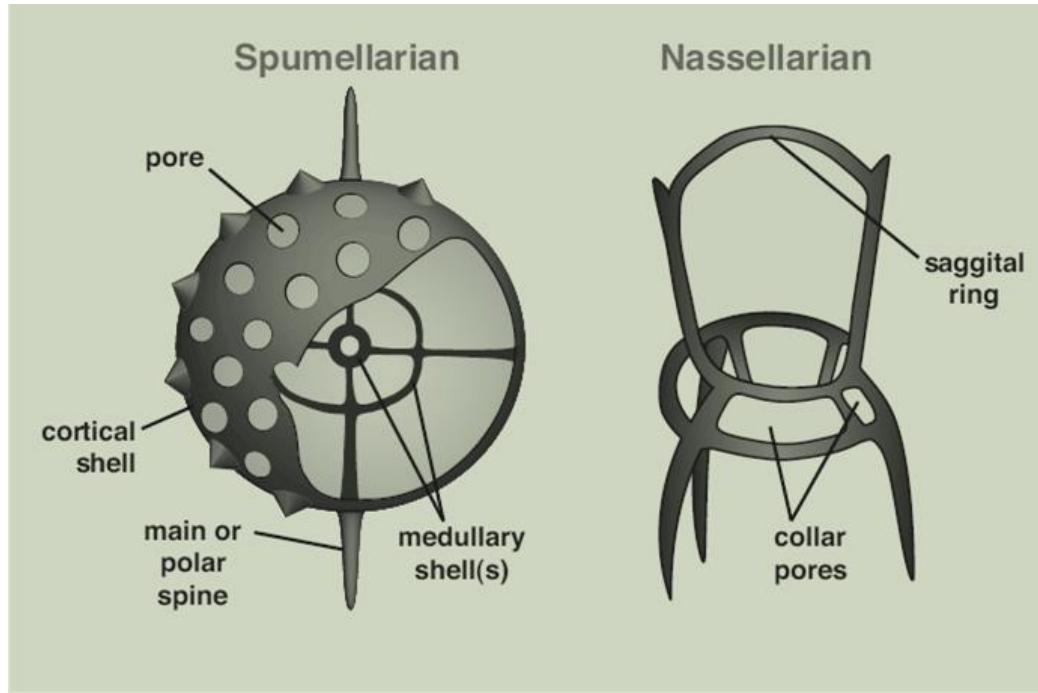 Spumellarian
Nassellarian
pore
saggital
ring
cortical
shell
main or
polar
spine
medullary
shell(s)
collar
pores